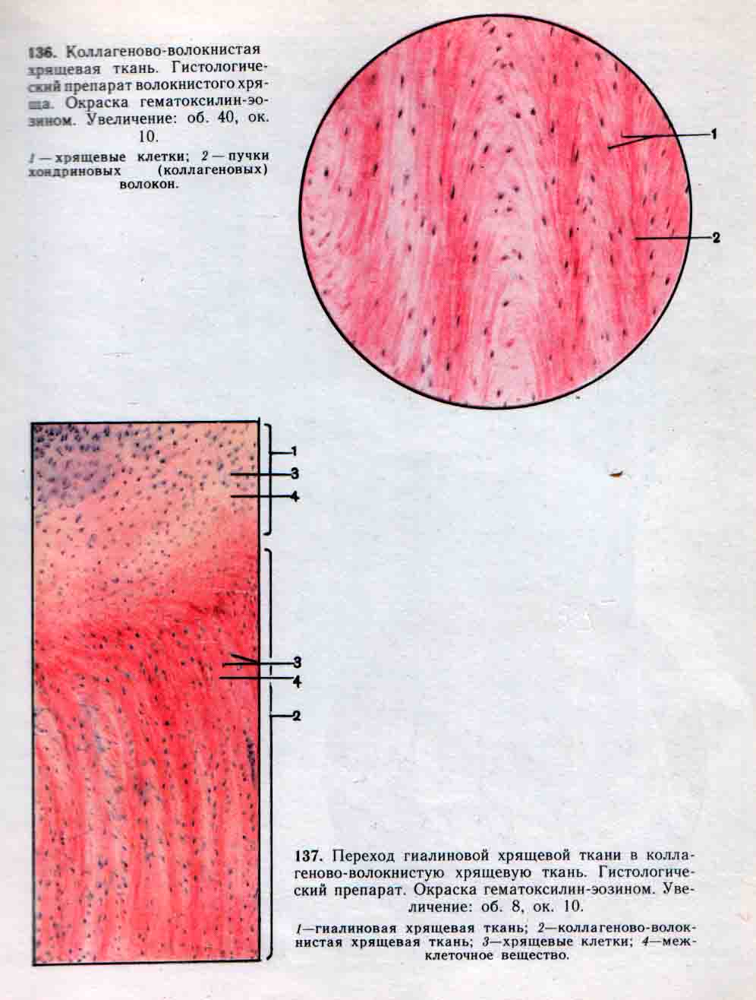 136. Коллагеново-волокнистая
хрящевая ткань. Гистологиче-
ский препарат волокнистого хря-
ща. Окраска гематоксилин-эо-
зином. Увеличение: об. 40, ок.
10.
1 — хрящевые клетки; 2 — пучки
хондриновых (коллагеновых)
волокон.
1
2
1
3
4
3
4
2
137. Переход гиалиновой хрящевой ткани в колла-
геново-волокнистую хрящевую ткань. Гистологиче-
ский препарат. Окраска гематоксилин-эозином. Уве-
личение: об. 8, ок. 10.
1—гиалиновая хрящевая ткань; 2—коллагеново-волок-
нистая хрящевая ткань; 3—хрящевые клетки; 4—меж-
клеточное вещество.